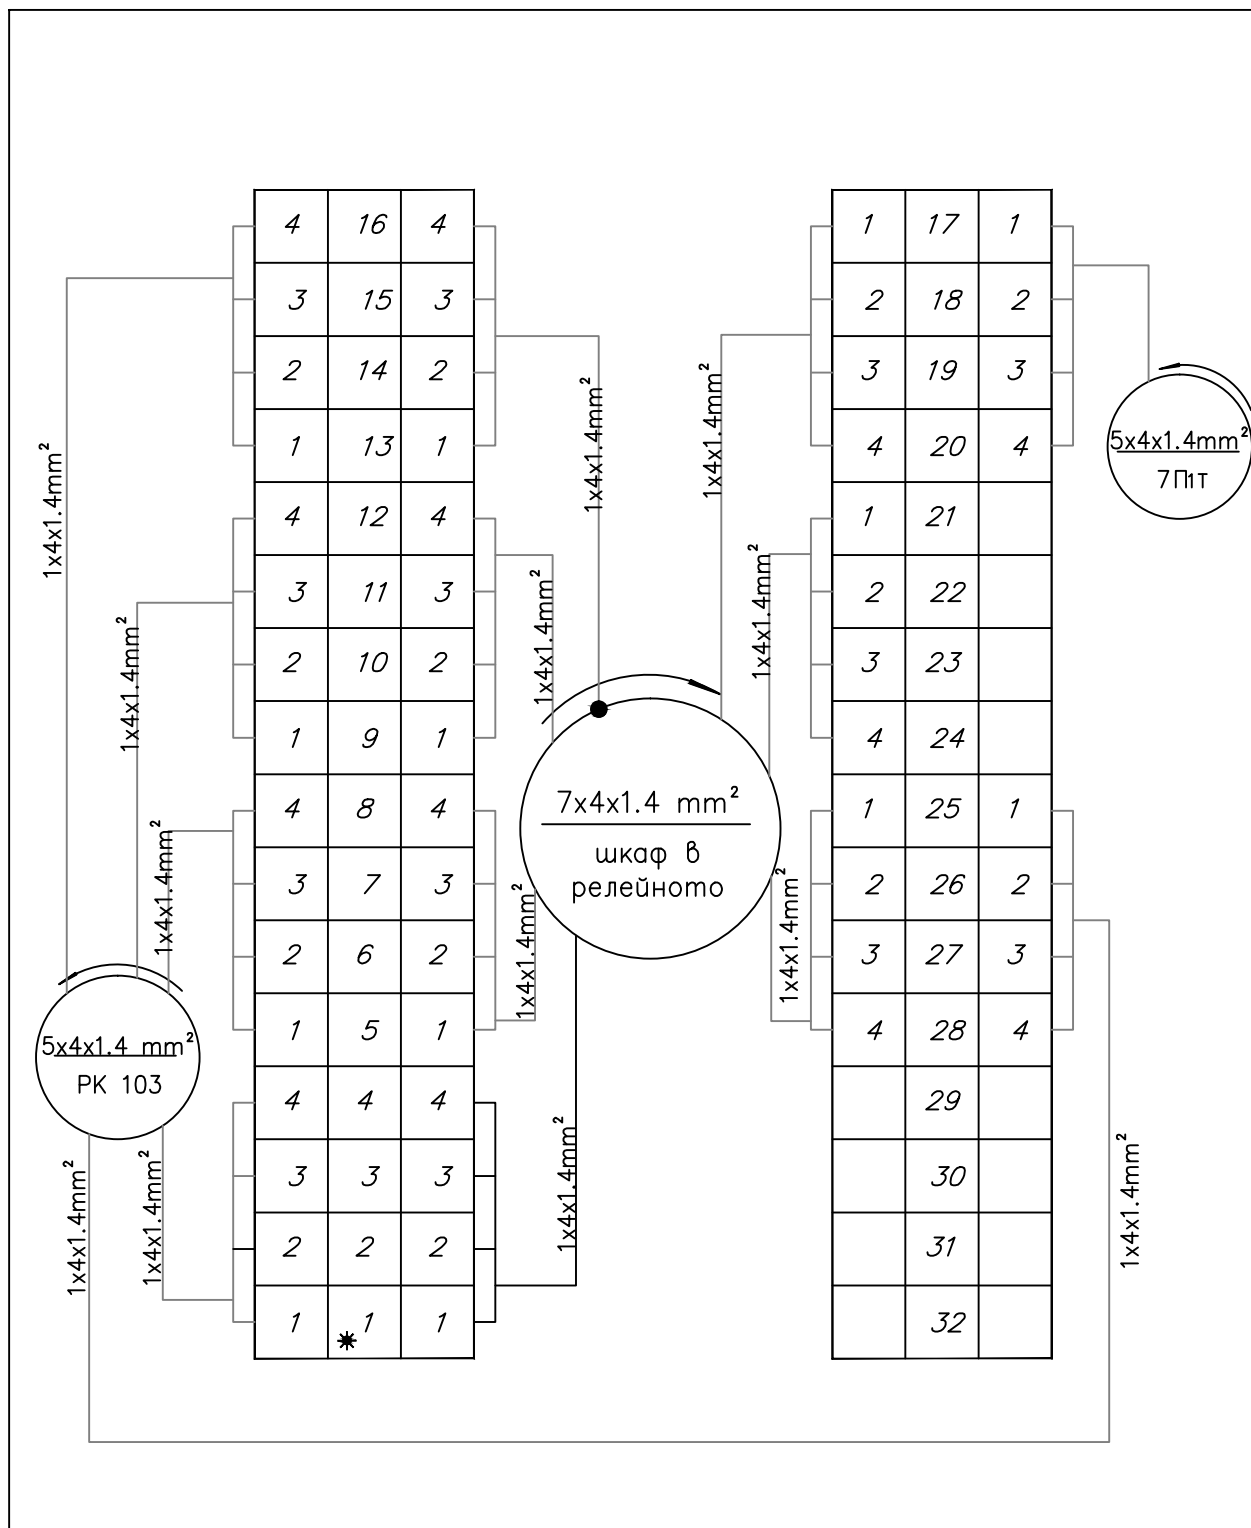 4 16 4
3 15 3
2 14 2
1 13 1
4 12 4
3 11 3
2 10 2
1 9 1
4 8 4
3 7 3
2 6 2
1 5 1
4 4 4
3 3 3
2 2 2
1 1 1
1 17 1
2 18 2
3 19 3
4 20 4
1 21
2 22
3 23
4 24
1 25 1
2 26 2
3 27 3
4 28 4
29
30
31
32
1x4x1.4mm²
1x4x1.4mm²
1x4x1.4mm²
1x4x1.4mm²
1x4x1.4mm²
5x4x1.4 mm²
РК 103
1x4x1.4mm²
1x4x1.4mm²
1x4x1.4mm²
1x4x1.4mm²
7x4x1.4 mm²
шкаф в
релейното
1x4x1.4mm²
1x4x1.4mm²
1x4x1.4mm²
5x4x1.4mm²
7П1т
1x4x1.4mm²